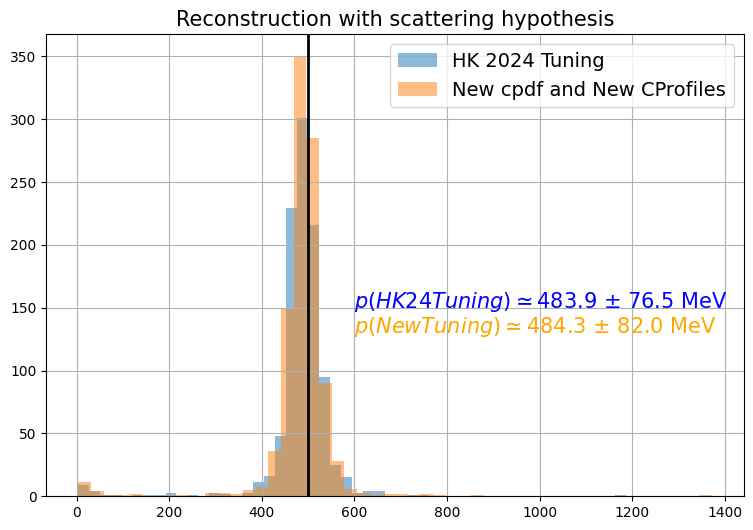 Reconstruction with scattering hypothesis
HK 2024 Tuning
New cpdf and New CProfiles
350
300
250
200
150
100
50
0
p(HK24Tuning) ≃ 483.9 ± 76.5 MeV
p(NewTuning) ≃ 484.3 ± 82.0 MeV
0 200 400 600 800 1000 1200 1400